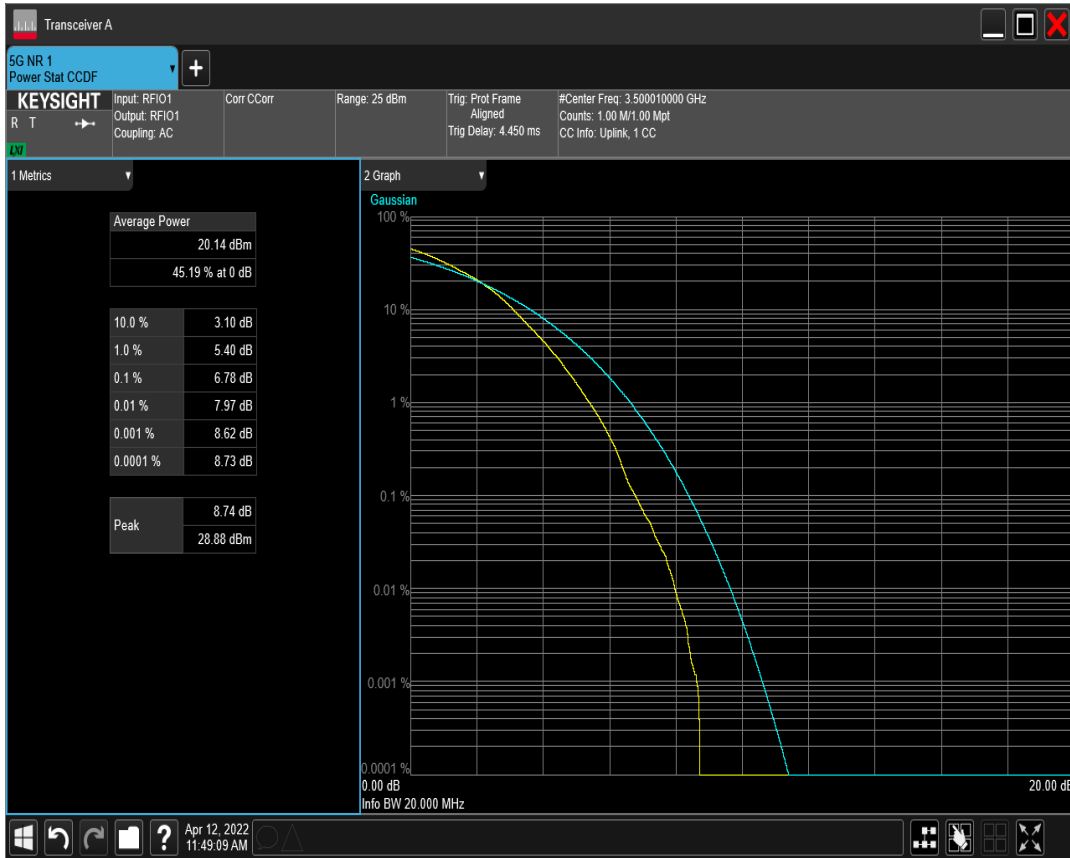 Transceiver A
5G NR 1
Power Stat CCDF
KEYSIGHT
R T
LXI
Input: RFIO1
Output: RFIO1
Coupling: AC
Corr CCorr
Range: 25 dBm
Trig: Prot Frame
Aligned
Trig Delay: 4.450 ms
#Center Freq: 3.500010000 GHz
Counts: 1.00 M/1.00 Mpt
CC Info: Uplink, 1 CC
1 Metrics
Average Power
20.14 dBm
45.19 % at 0 dB
10.0 % 3.10 dB
1.0 % 5.40 dB
0.1 % 6.78 dB
0.01 % 7.97 dB
0.001 % 8.62 dB
0.0001 % 8.73 dB
Peak
8.74 dB
28.88 dBm
2 Graph
Gaussian
100 %
10 %
1 %
0.1 %
0.01 %
0.001 %
0.0001 %
0.00 dB 20.00 dB
Info BW 20.000 MHz
? Apr 12, 2022
11:49:09 AM